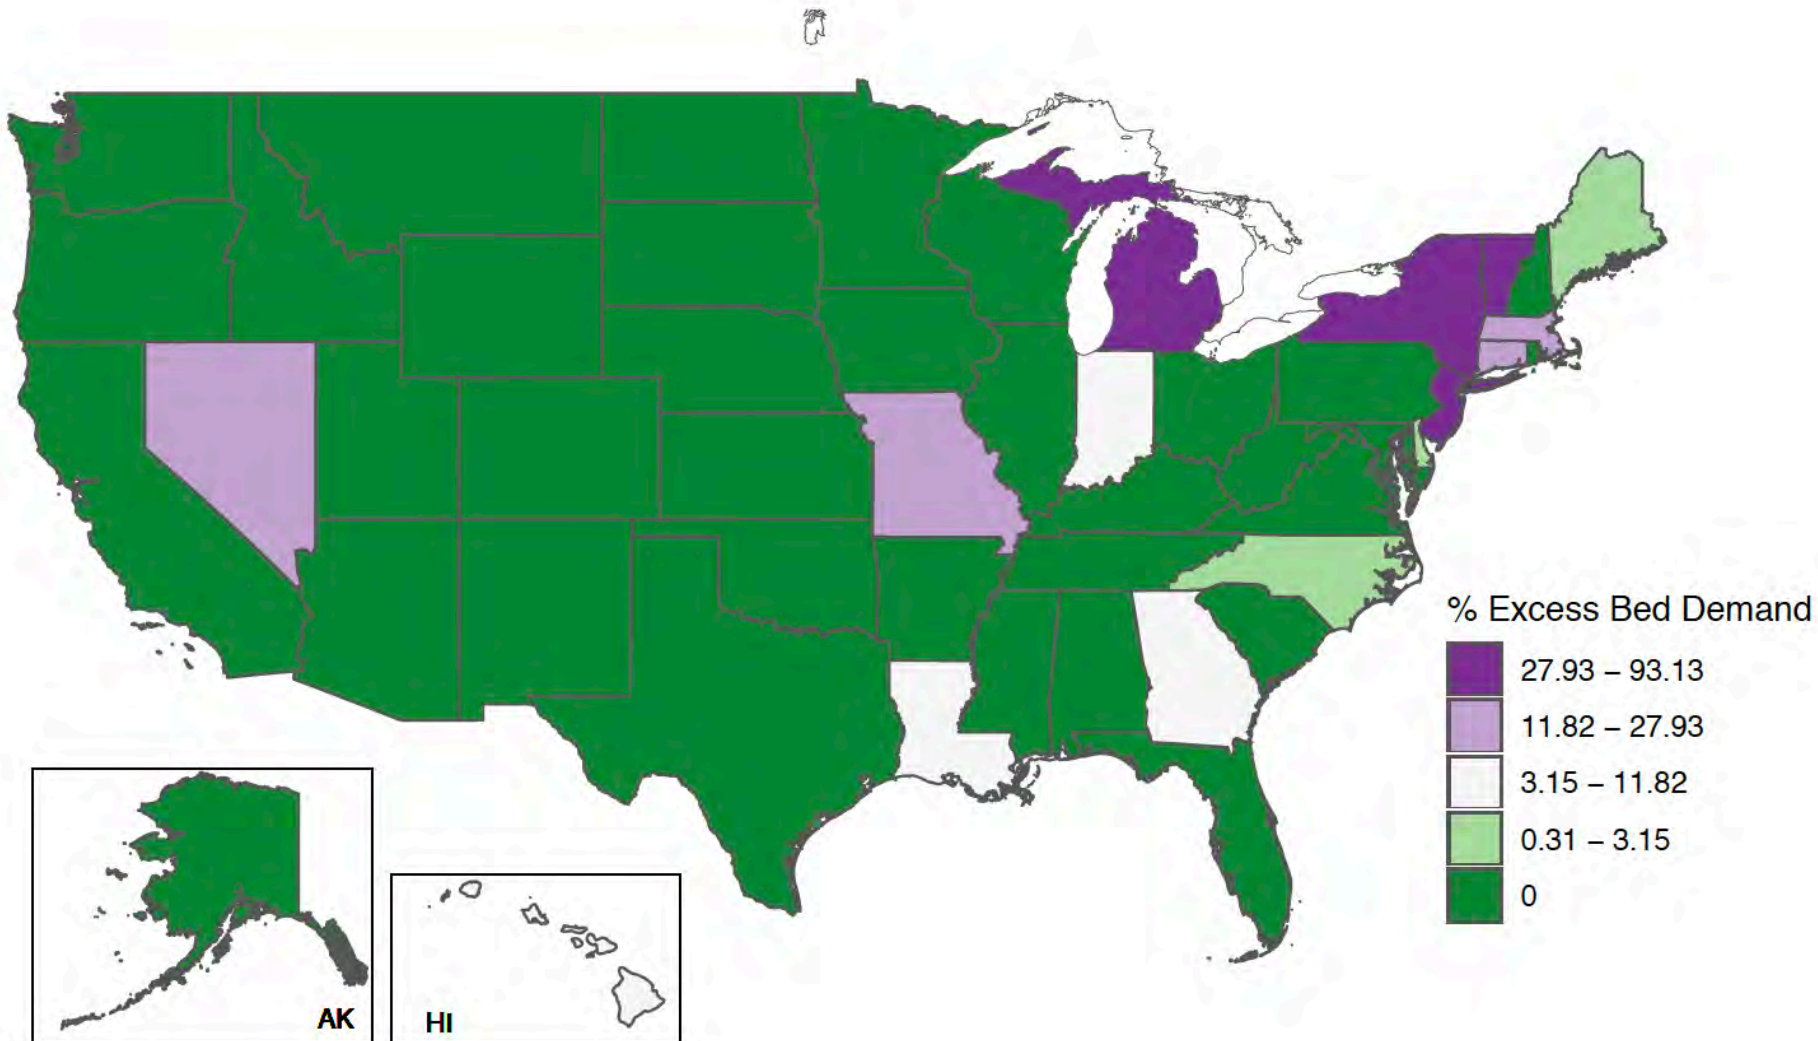 % Excess Bed Demand
27.93 – 93.13
11.82 – 27.93
3.15 – 11.82
0.31 – 3.15
0
AK
HI